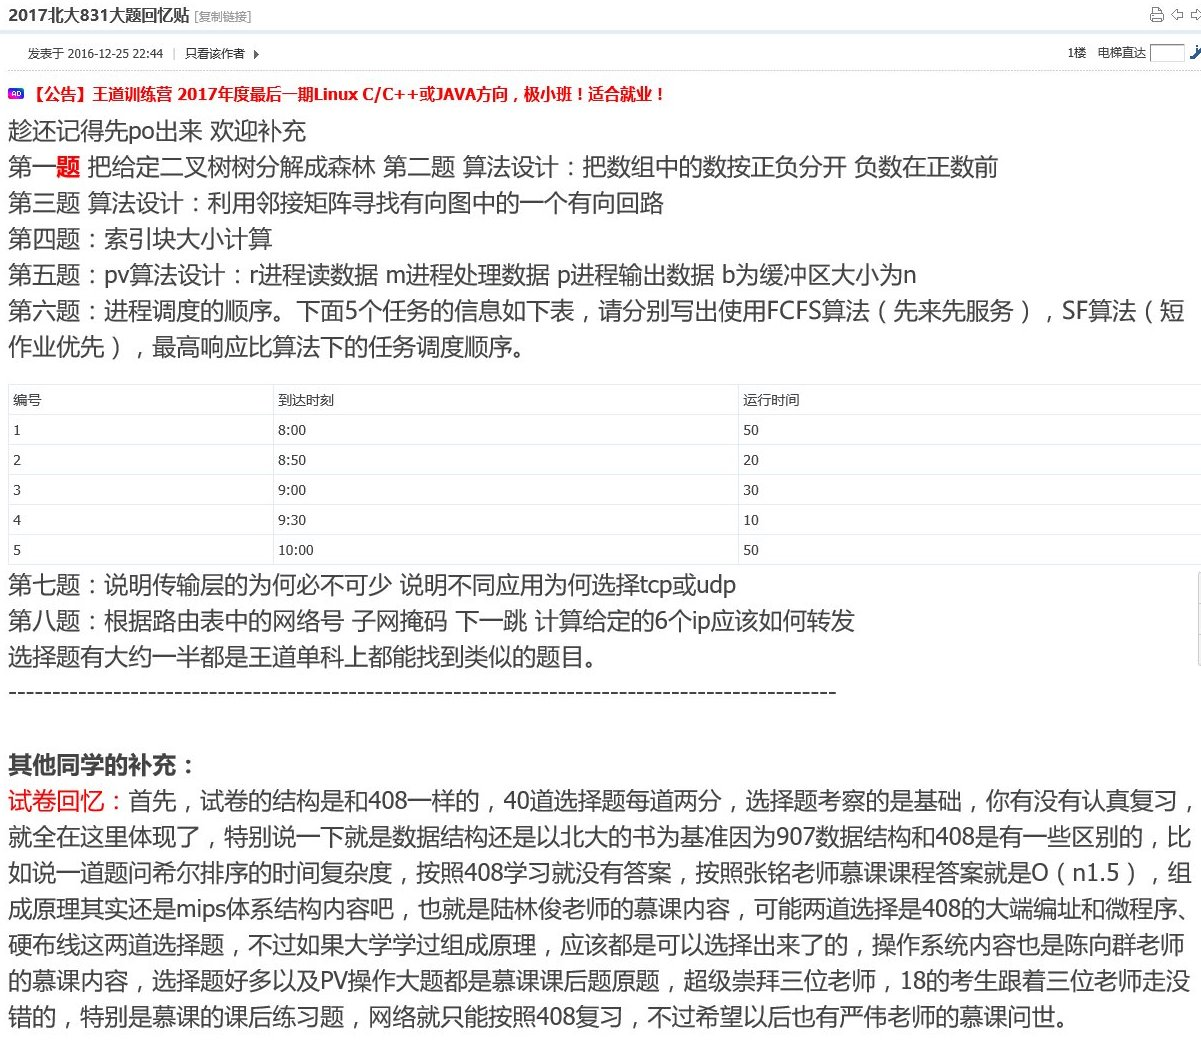 2017北大831大题回忆贴 [复制链接]
发表于 2016-12-25 22:44 | 只看该作者
1楼 电梯直达
AD 【公告】王道训练营 2017年度最后一期Linux C/C++或JAVA方向，极小班！适合就业！
趁还记得先po出来 欢迎补充
第一题 把给定二叉树树分解成森林 第二题 算法设计：把数组中的数按正负分开 负数在正数前
第三题 算法设计：利用邻接矩阵寻找有向图中的一个有向回路
第四题：索引块大小计算
第五题：pv算法设计：r进程读数据 m进程处理数据 p进程输出数据 b为缓冲区大小为n
第六题：进程调度的顺序。下面5个任务的信息如下表，请分别写出使用FCFS算法（先来先服务），SF算法（短
作业优先），最高响应比算法下的任务调度顺序。
编号 到达时刻 运行时间
1 8:00 50
2 8:50 20
3 9:00 30
4 9:30 10
5 10:00 50
第七题：说明传输层的为何必不可少 说明不同应用为何选择tcp或udp
第八题：根据路由表中的网络号 子网掩码 下一跳 计算给定的6个ip应该如何转发
选择题有大约一半都是王道单科上都能找到类似的题目。
-----------------------------------------------------------------------------------------------
其他同学的补充：
试卷回忆：首先，试卷的结构是和408一样的，40道选择题每道两分，选择题考察的是基础，你有没有认真复习，
就全在这里体现了，特别说一下就是数据结构还是以北大的书为基准因为907数据结构和408是有一些区别的，比
如说一道题问希尔排序的时间复杂度，按照408学习就没有答案，按照张铭老师慕课课程答案就是O（n1.5），组
成原理其实还是mips体系结构内容吧，也就是陆林俊老师的慕课内容，可能两道选择是408的大端编址和微程序、
硬布线这两道选择题，不过如果大学学过组成原理，应该都是可以选择出来了的，操作系统内容也是陈向群老师
的慕课内容，选择题好多以及PV操作大题都是慕课课后题原题，超级崇拜三位老师，18的考生跟着三位老师走没
错的，特别是慕课的课后练习题，网络就只能按照408复习，不过希望以后也有严伟老师的慕课问世。